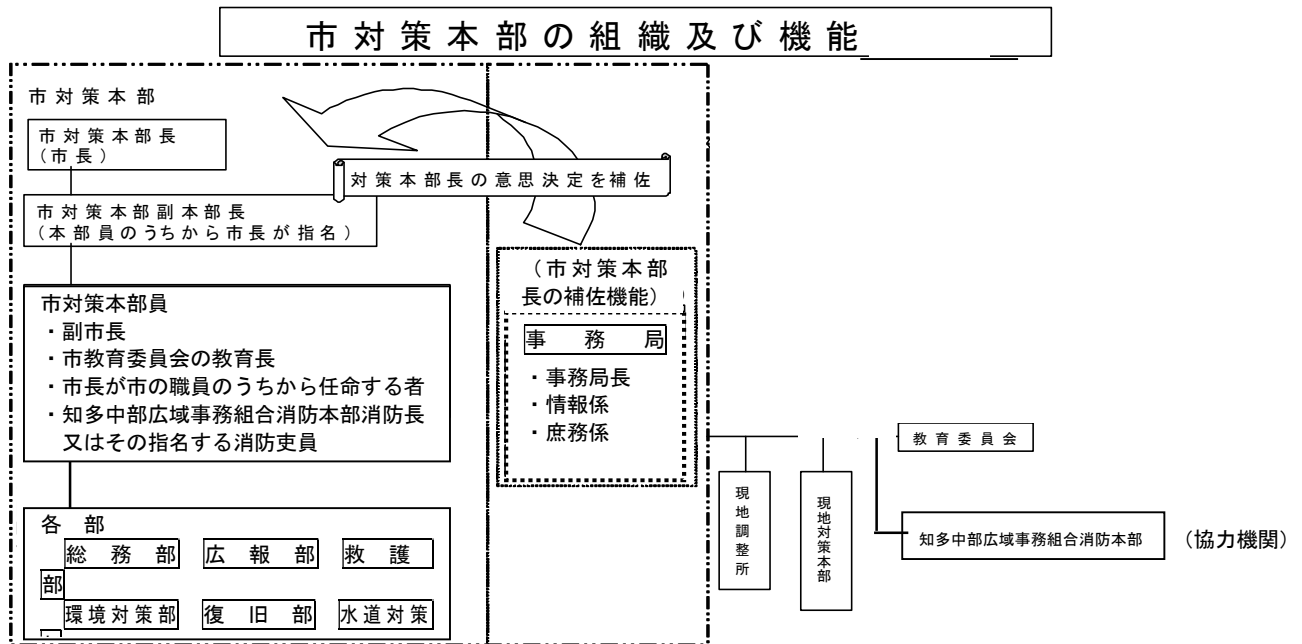 市対策本部の組織及び機能
市対策本部
市対策本部長
(市長)
対策本部長の意思決定を補佐
市対策本部副本部長
(本部員のうちから市長が指名)
市対策本部員
・副市長
・市教育委員会の教育長
・市長が市の職員のうちから任命する者
・知多中部広域事務組合消防本部消防長
又はその指名する消防吏員
各部
総務部 広報部 救護
部
環境対策部 復旧部 水道対策
(市対策本部
長の補佐機能)
事務局
・事務局長
・情報係
・庶務係
現地調整所
現地対策本部
教育委員会
知多中部広域事務組合消防本部 (協力機関)